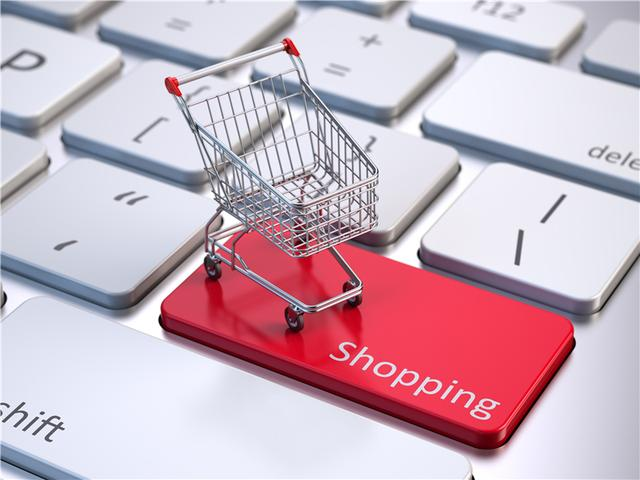 f12
+
=
P
[
}
dele
|
\
“
‘
Shopping
shift